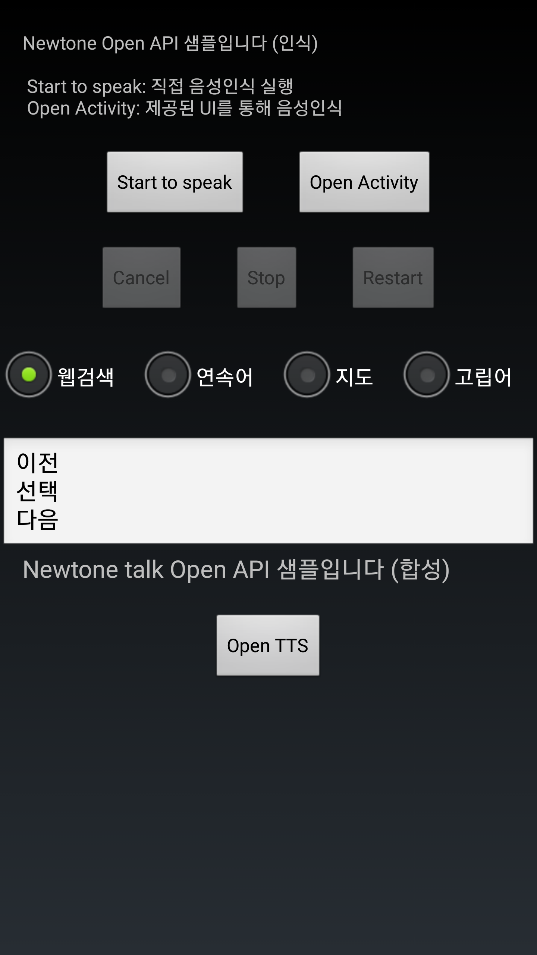 Newtone Open API 샘플입니다 (인식)
Start to speak: 직접 음성인식 실행
Open Activity: 제공된 UI를 통해 음성인식
Start to speak Open Activity
Cancel Stop Restart
웹검색 연속어 지도 고립어
이전
선택
다음
Newtone talk Open API 샘플입니다 (합성)
Open TTS